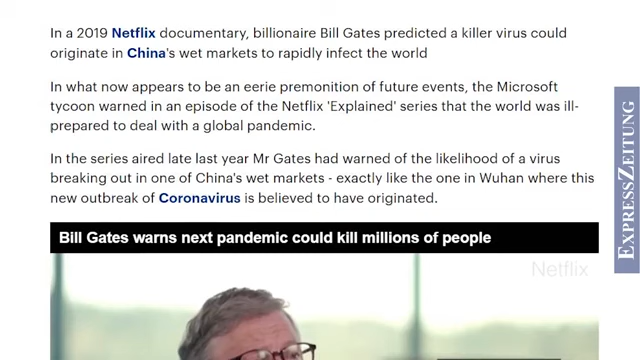 In a 2019 Netflix documentary, billionaire Bill Gates predicted a killer virus could
originate in China's wet markets to rapidly infect the world
In what now appears to be an eerie premonition of future events, the Microsoft
tycoon warned in an episode of the Netflix 'Explained' series that the world was ill-
prepared to deal with a global pandemic.
In the series aired late last year Mr Gates had warned of the likelihood of a virus
breaking out in one of China's wet markets - exactly like the one in Wuhan where this
new outbreak of Coronavirus is believed to have originated.
Bill Gates warns next pandemic could kill millions of people
Netflix
EXPRESSZEITUNG